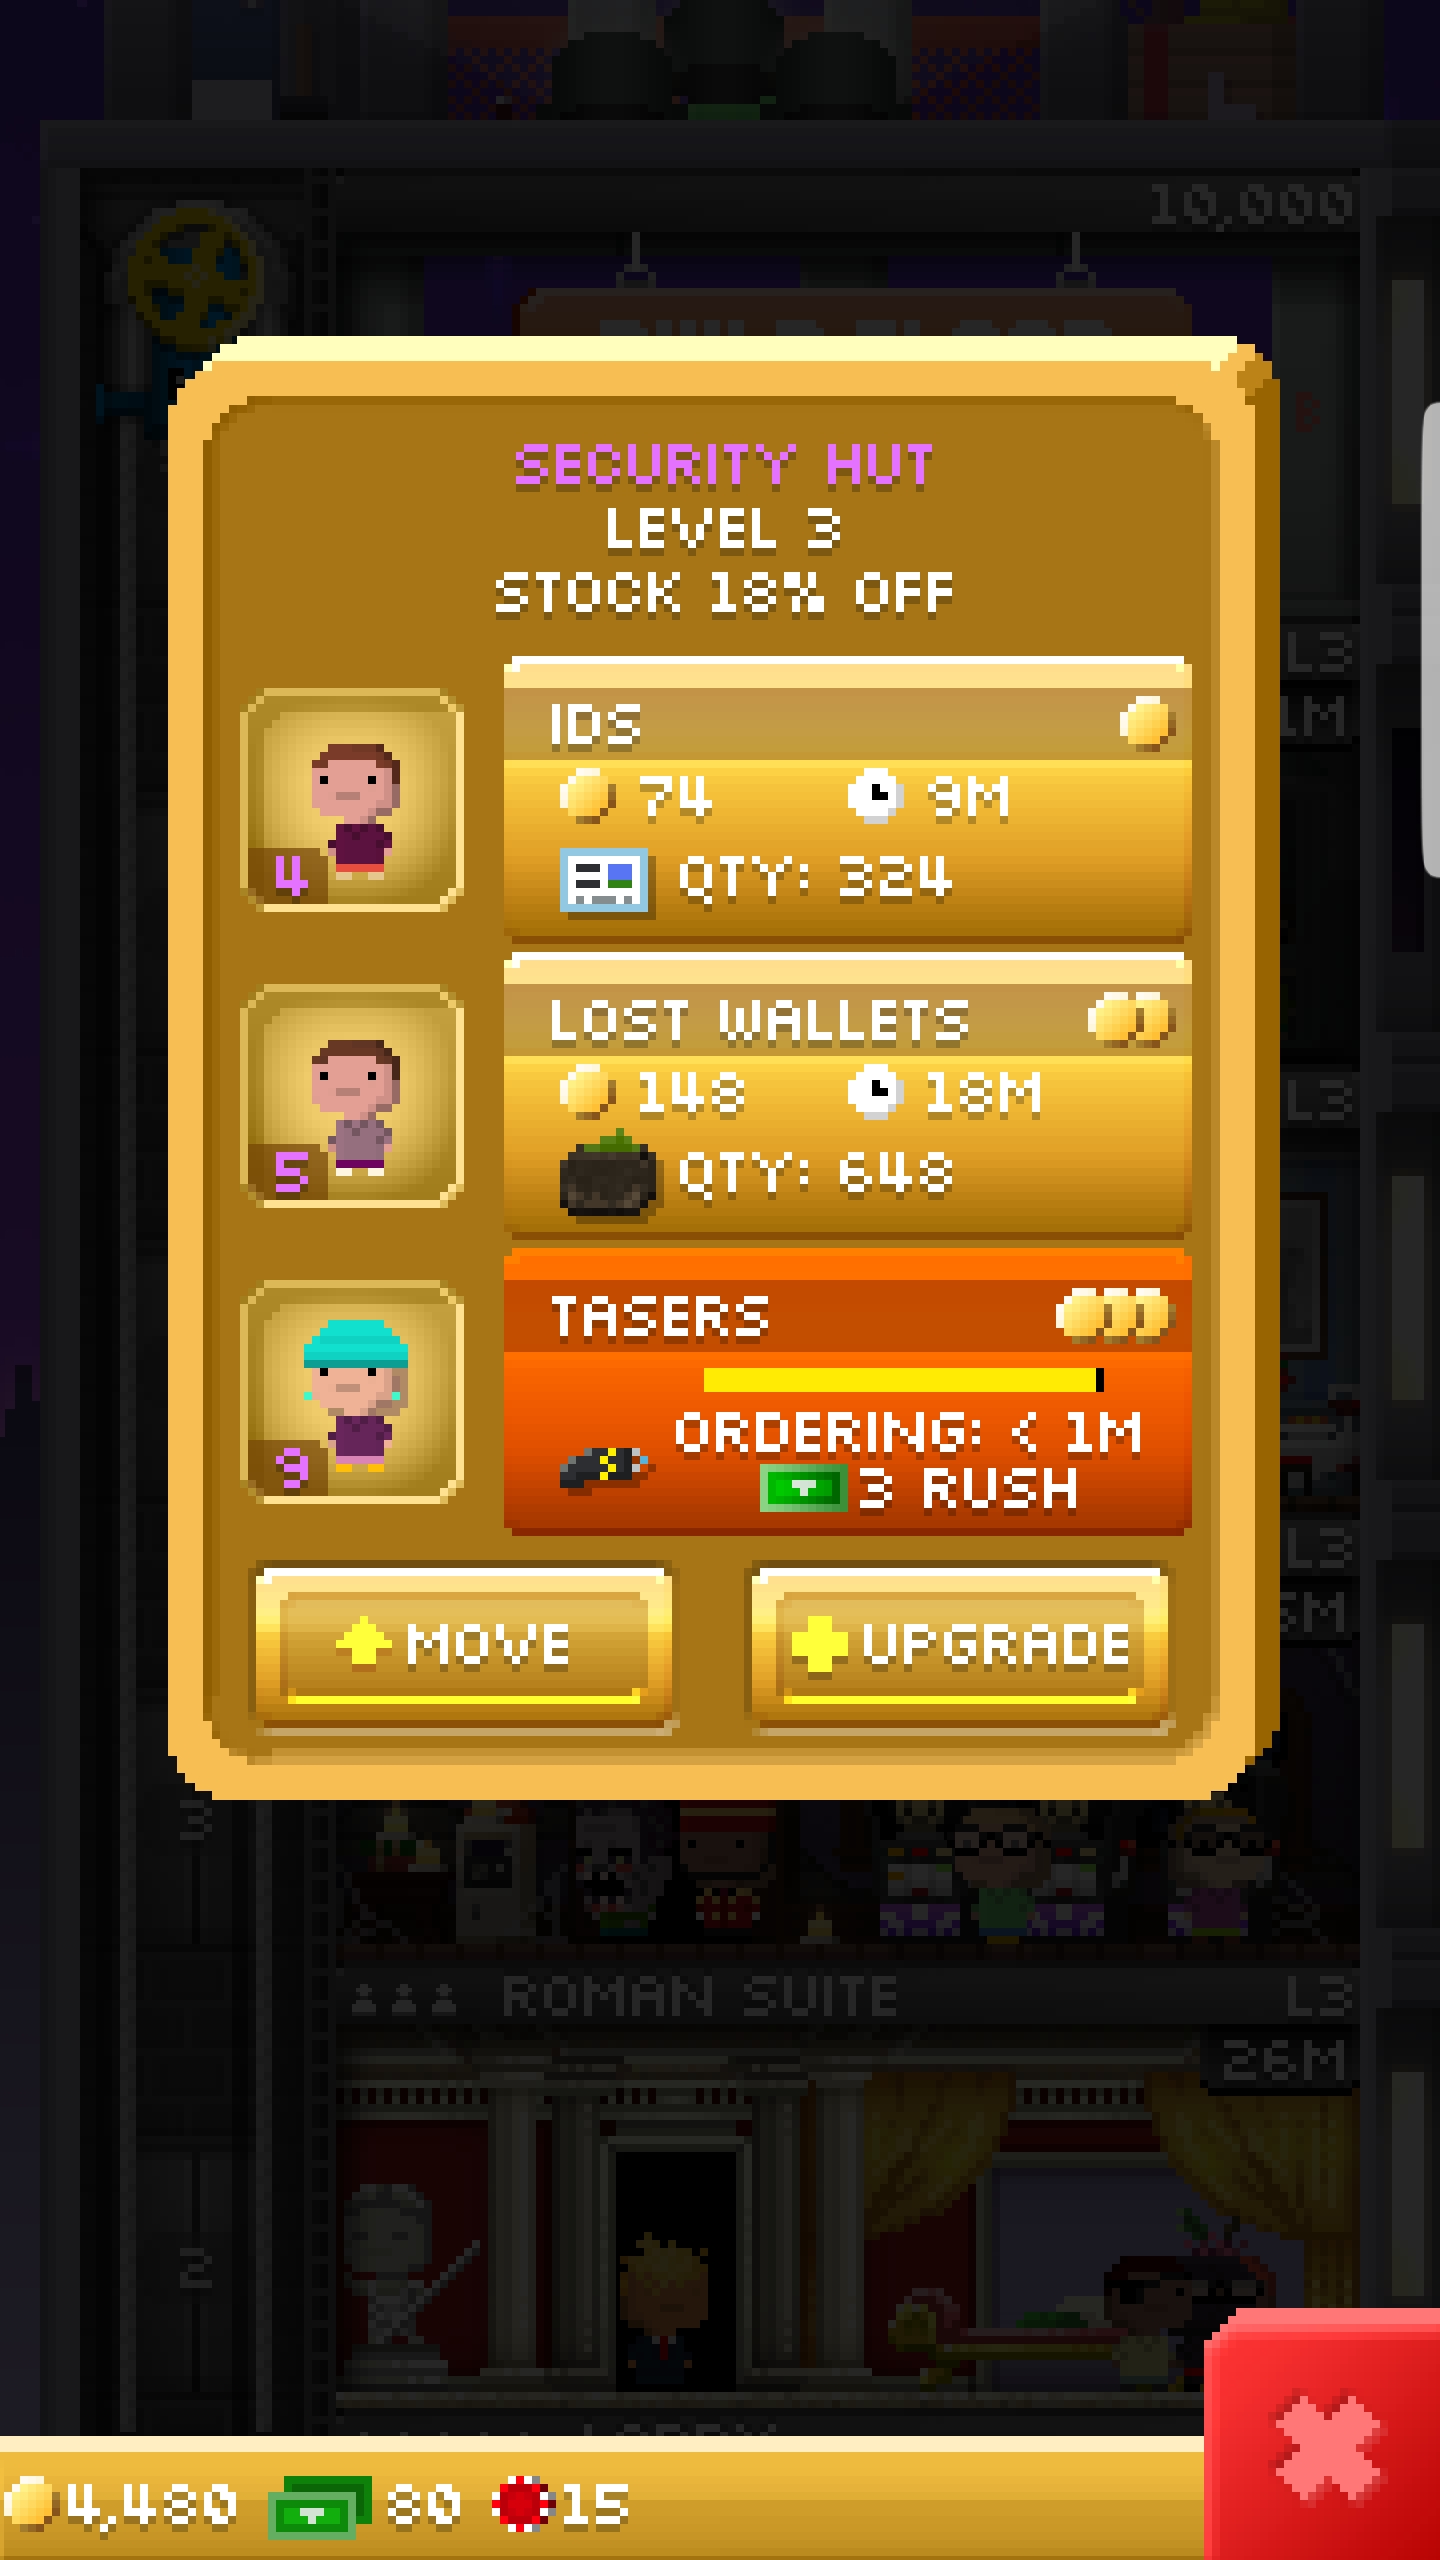 10,000
SECURITY HUT
LEVEL 3
STOCK 18% OFF
L3
IDS
1M
74 9M
QTY: 324
4
LOST WALLETS
148 18M
L3
QTY: 648
5
TASERS
ORDERING: < 1M
3 RUSH
9
L3
MOVE UPGRADE
3
ROMAN SUITE L3
26M
2
4,480 80 15